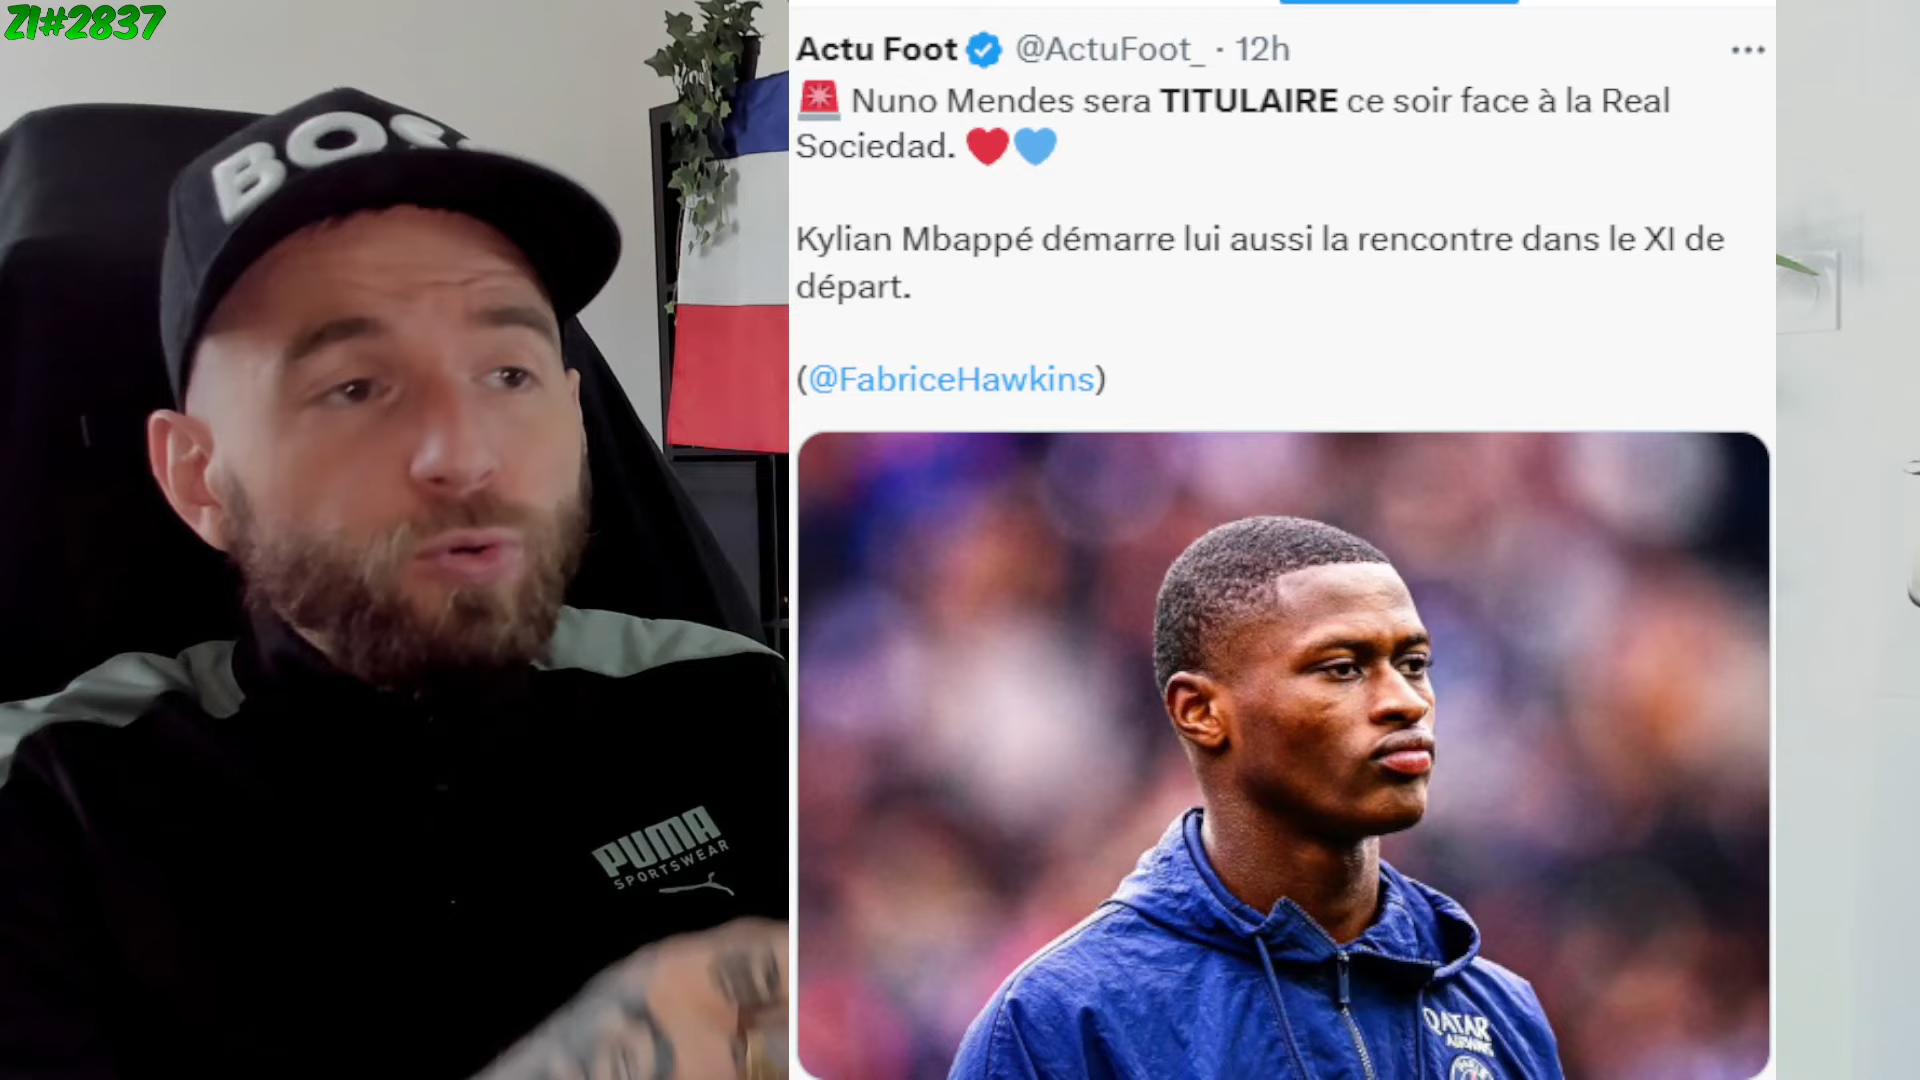 ZI#2837
BOSS
PUMA
SPORTSWEAR
Actu Foot @ActuFoot_ · 12h
🚨 Nuno Mendes sera TITULAIRE ce soir face à la Real
Sociedad. ❤️🩵
Kylian Mbappé démarre lui aussi la rencontre dans le XI de
départ.
(@FabriceHawkins)
QATAR
AIRWAYS